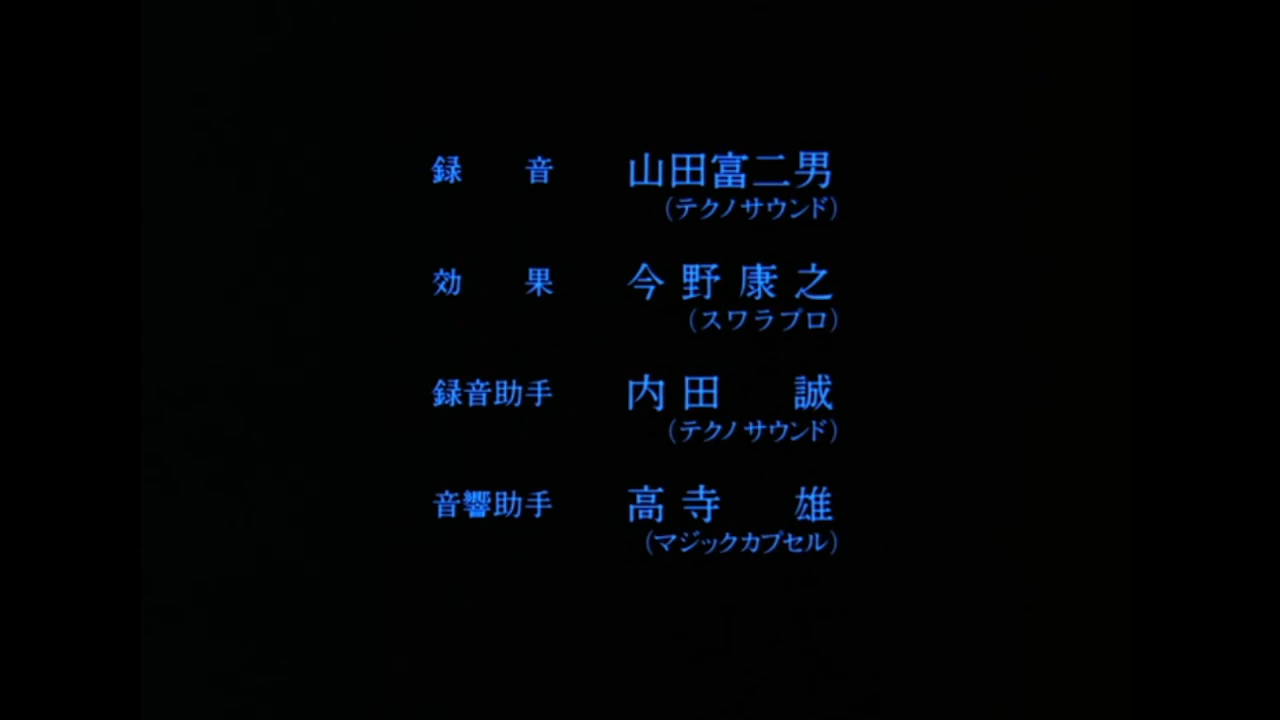 録音 山田富二男
(テクノサウンド)
効果 今野康之
(スワラプロ)
録音助手 内田 誠
(テクノサウンド)
音響助手 高寺 雄
(マジックカプセル)